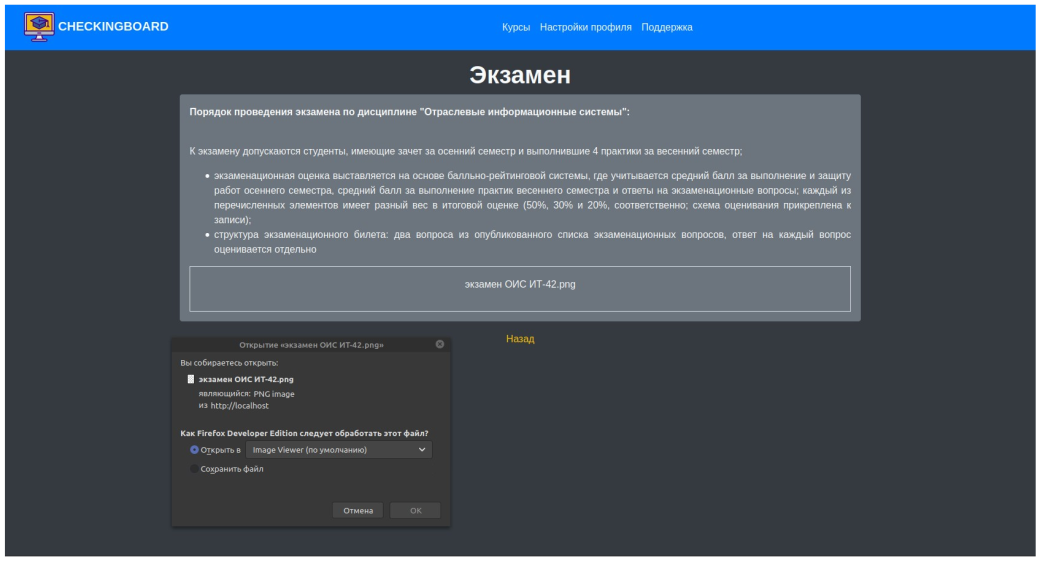 CHECKINGBOARD
Курсы Настройки профиля Поддержка
Экзамен
Порядок проведения экзамена по дисциплине "Отраслевые информационные системы":
К экзамену допускаются студенты, имеющие зачет за осенний семестр и выполнившие 4 практики за весенний семестр;
экзаменационная оценка выставляется на основе балльно-рейтинговой системы, где учитывается средний балл за выполнение и защиту
работ осеннего семестра, средний балл за выполнение практик весеннего семестра и ответы на экзаменационные вопросы; каждый из
перечисленных элементов имеет разный вес в итоговой оценке (50%, 30% и 20%, соответственно; схема оценивания прикреплена к
записи);
структура экзаменационного билета: два вопроса из опубликованного списка экзаменационных вопросов, ответ на каждый вопрос
оценивается отдельно
экзамен ОИС ИТ-42.png
Назад
Открытие «экзамен ОИС ИТ-42.png»
Вы собираетесь открыть:
экзамен ОИС ИТ-42.png
являющийся: PNG image
из http://localhost
Как Firefox Developer Edition следует обработать этот файл?
Открыть в Image Viewer (по умолчанию)
Сохранить файл
Отмена OK